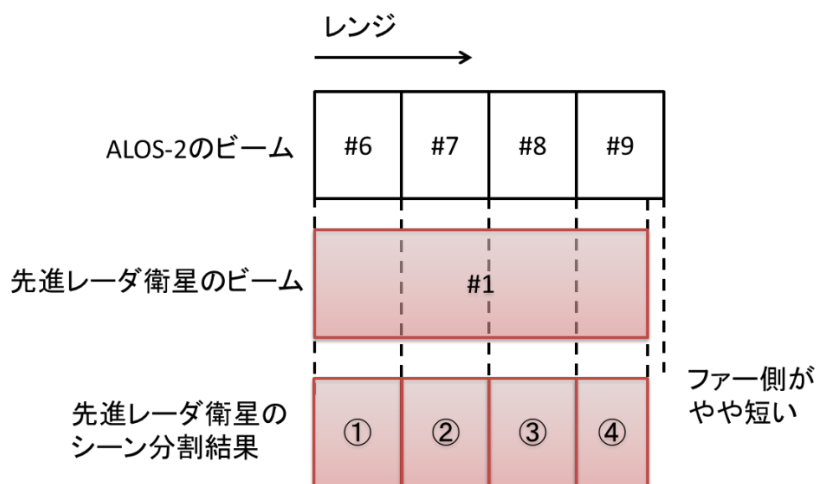 レンジ
ALOS-2のビーム
#6
#7
#8
#9
先進レーダ衛星のビーム
#1
先進レーダ衛星の
シーン分割結果
①
②
③
④
ファー側が
やや短い